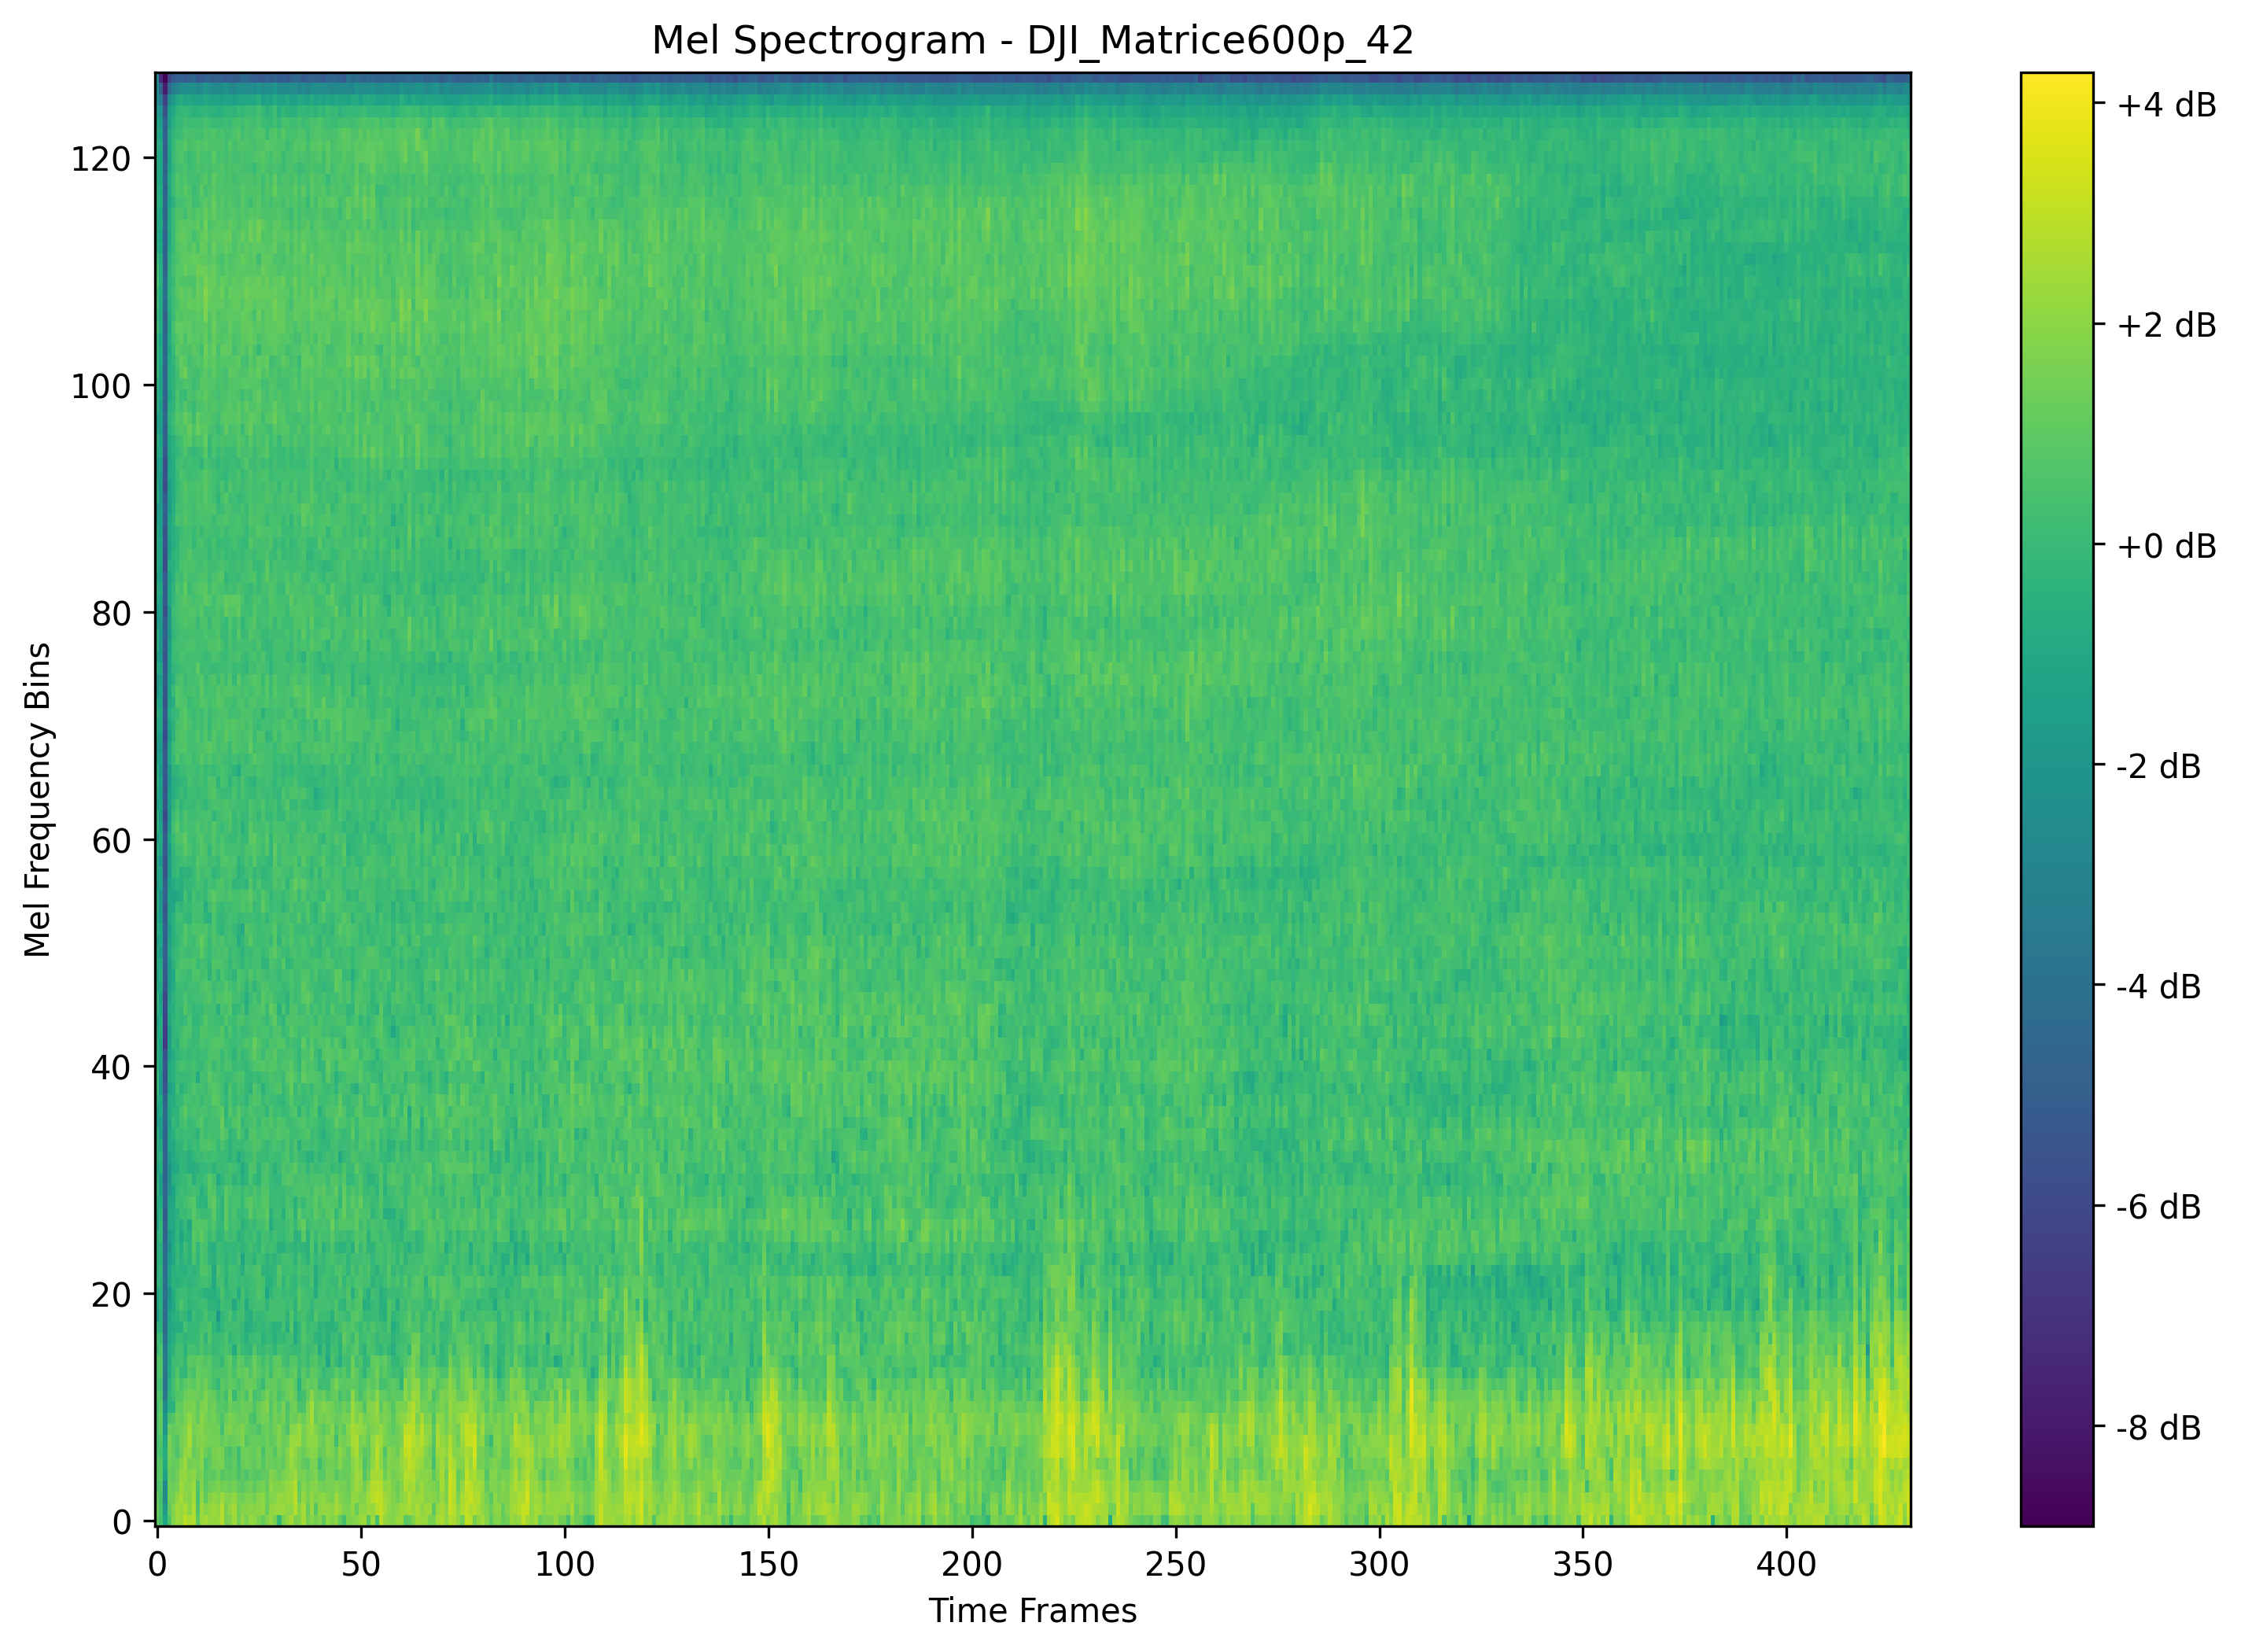 Mel Spectrogram - DJI_Matrice600p_42
Mel Frequency Bins
120
100
80
60
40
20
0
0 50 100 150 200 250 300 350 400
Time Frames
+4 dB
+2 dB
+0 dB
-2 dB
-4 dB
-6 dB
-8 dB